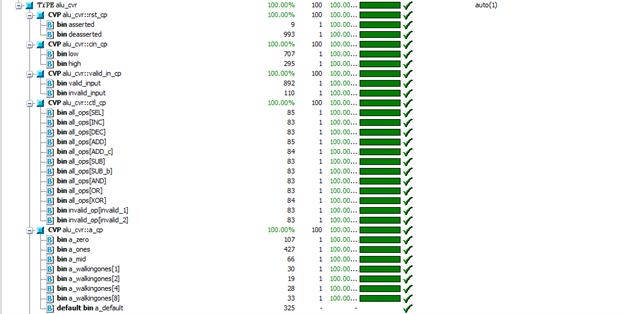 TYPE alu_cvr 100.00% 100 100.00... auto(1)
CVP alu_cvr::rst_cp 100.00% 100 100.00...
bin asserted 9 1 100.00...
bin deasserted 993 1 100.00...
CVP alu_cvr::cin_cp 100.00% 100 100.00...
bin low 707 1 100.00...
bin high 295 1 100.00...
CVP alu_cvr::valid_in_cp 100.00% 100 100.00...
bin valid_input 892 1 100.00...
bin invalid_input 110 1 100.00...
CVP alu_cvr::ctl_cp 100.00% 100 100.00...
bin all_ops[SEL] 85 1 100.00...
bin all_ops[INC] 83 1 100.00...
bin all_ops[DEC] 83 1 100.00...
bin all_ops[ADD] 85 1 100.00...
bin all_ops[ADD_c] 84 1 100.00...
bin all_ops[SUB] 83 1 100.00...
bin all_ops[SUB_b] 83 1 100.00...
bin all_ops[AND] 83 1 100.00...
bin all_ops[OR] 83 1 100.00...
bin all_ops[XOR] 84 1 100.00...
bin invalid_op[invalid_1] 83 1 100.00...
bin invalid_op[invalid_2] 83 1 100.00...
CVP alu_cvr::a_cp 100.00% 100 100.00...
bin a_zero 107 1 100.00...
bin a_ones 427 1 100.00...
bin a_mid 66 1 100.00...
bin a_walkingones[1] 30 1 100.00...
bin a_walkingones[2] 19 1 100.00...
bin a_walkingones[4] 28 1 100.00...
bin a_walkingones[8] 33 1 100.00...
default bin a_default 325 - -